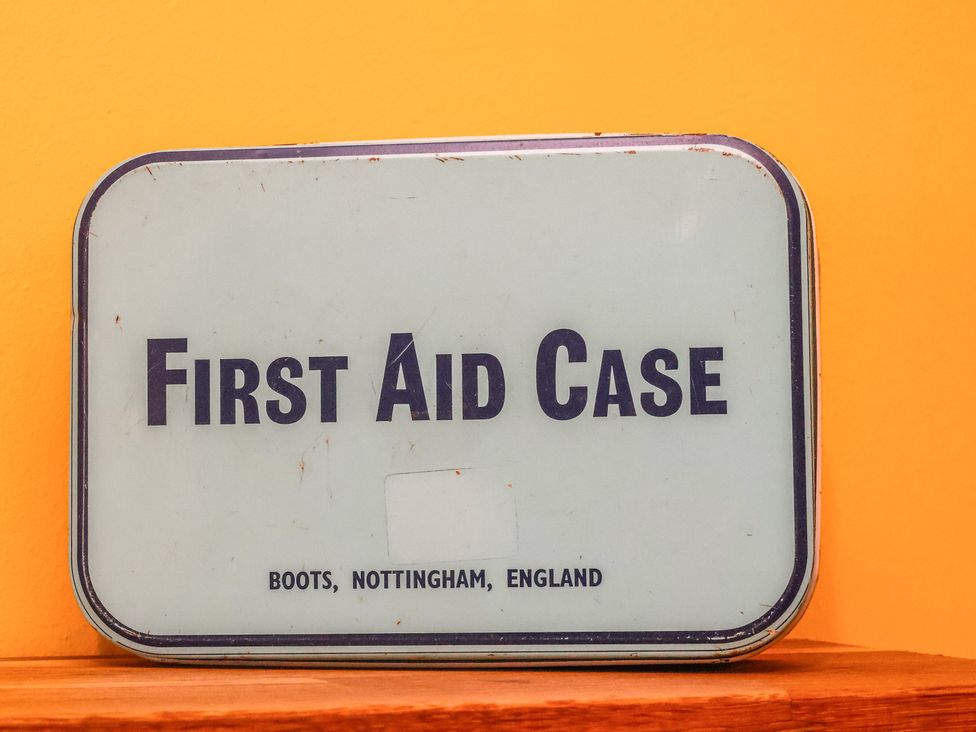 FIRST AID CASE
BOOTS, NOTTINGHAM, ENGLAND